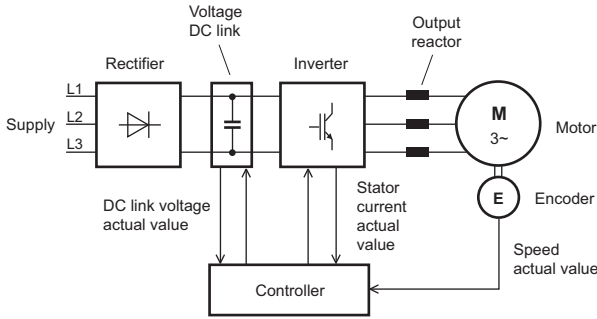 Voltage
DC link
Output
reactor
Rectifier
Inverter
L1
L2
L3
Supply
M
3~
Motor
E
Encoder
DC link voltage
actual value
Stator
current
actual
value
Speed
actual value
Controller